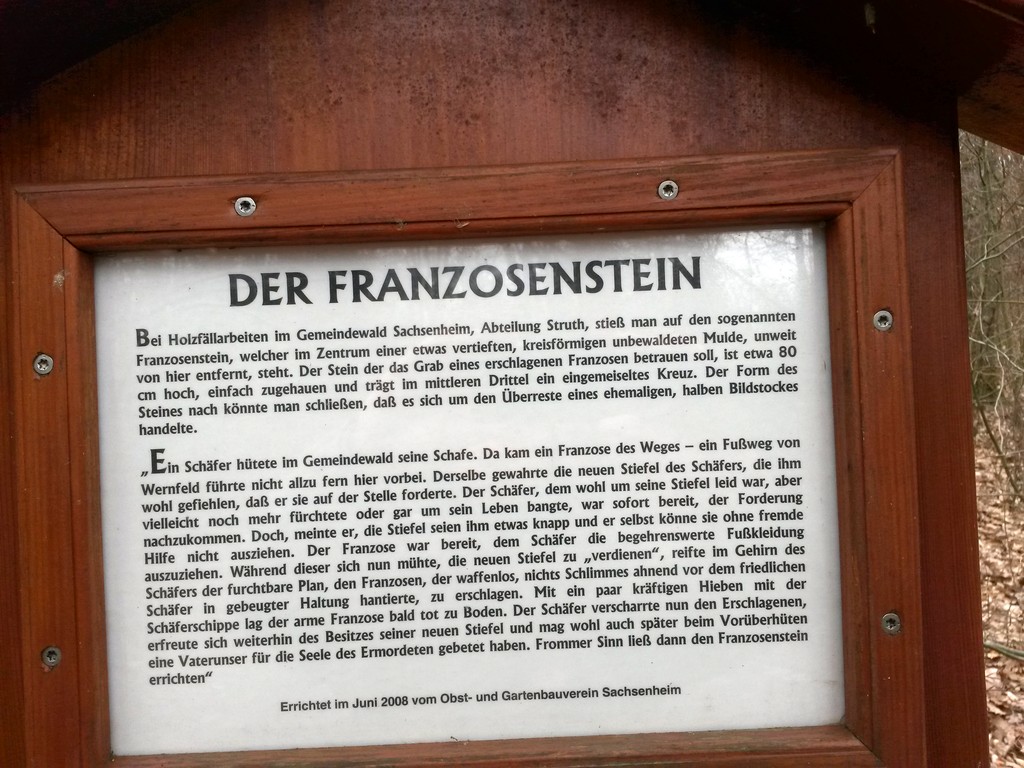 DER FRANZOSENSTEIN
Bei Holzfällarbeiten im Gemeindewald Sachsenheim, Abteilung Struth, stieß man auf den sogenannten
Franzosenstein, welcher im Zentrum einer etwas vertieften, kreisförmigen unbewaldeten Mulde, unweit
von hier entfernt, steht. Der Stein der das Grab eines erschlagenen Franzosen betrauen soll, ist etwa 80
cm hoch, einfach zugehauen und trägt im mittleren Drittel ein eingemeiseltes Kreuz. Der Form des
Steines nach könnte man schließen, daß es sich um den Überreste eines ehemaligen, halben Bildstockes
handelte.
„Ein Schäfer hütete im Gemeindewald seine Schafe. Da kam ein Franzose des Weges – ein Fußweg von
Wernfeld führte nicht allzu fern hier vorbei. Derselbe gewahrte die neuen Stiefel des Schäfers, die ihm
wohl gefiehlen, daß er sie auf der Stelle forderte. Der Schäfer, dem wohl um seine Stiefel leid war, aber
vielleicht noch mehr fürchtete oder gar um sein Leben bangte, war sofort bereit, der Forderung
nachzukommen. Doch, meinte er, die Stiefel seien ihm etwas knapp und er selbst könne sie ohne fremde
Hilfe nicht ausziehen. Der Franzose war bereit, dem Schäfer die begehrenswerte Fußkleidung
auszuziehen. Während dieser sich nun mühte, die neuen Stiefel zu „verdienen“, reifte im Gehirn des
Schäfers der furchtbare Plan, den Franzosen, der waffenlos, nichts Schlimmes ahnend vor dem friedlichen
Schäfer in gebeugter Haltung hantierte, zu erschlagen. Mit ein paar kräftigen Hieben mit der
Schäferschippe lag der arme Franzose bald tot zu Boden. Der Schäfer verscharrte nun den Erschlagenen,
erfreute sich weiterhin des Besitzes seiner neuen Stiefel und mag wohl auch später beim Vorüberhüten
eine Vaterunser für die Seele des Ermordeten gebetet haben. Frommer Sinn ließ dann den Franzosenstein
errichten“
Errichtet im Juni 2008 vom Obst- und Gartenbauverein Sachsenheim